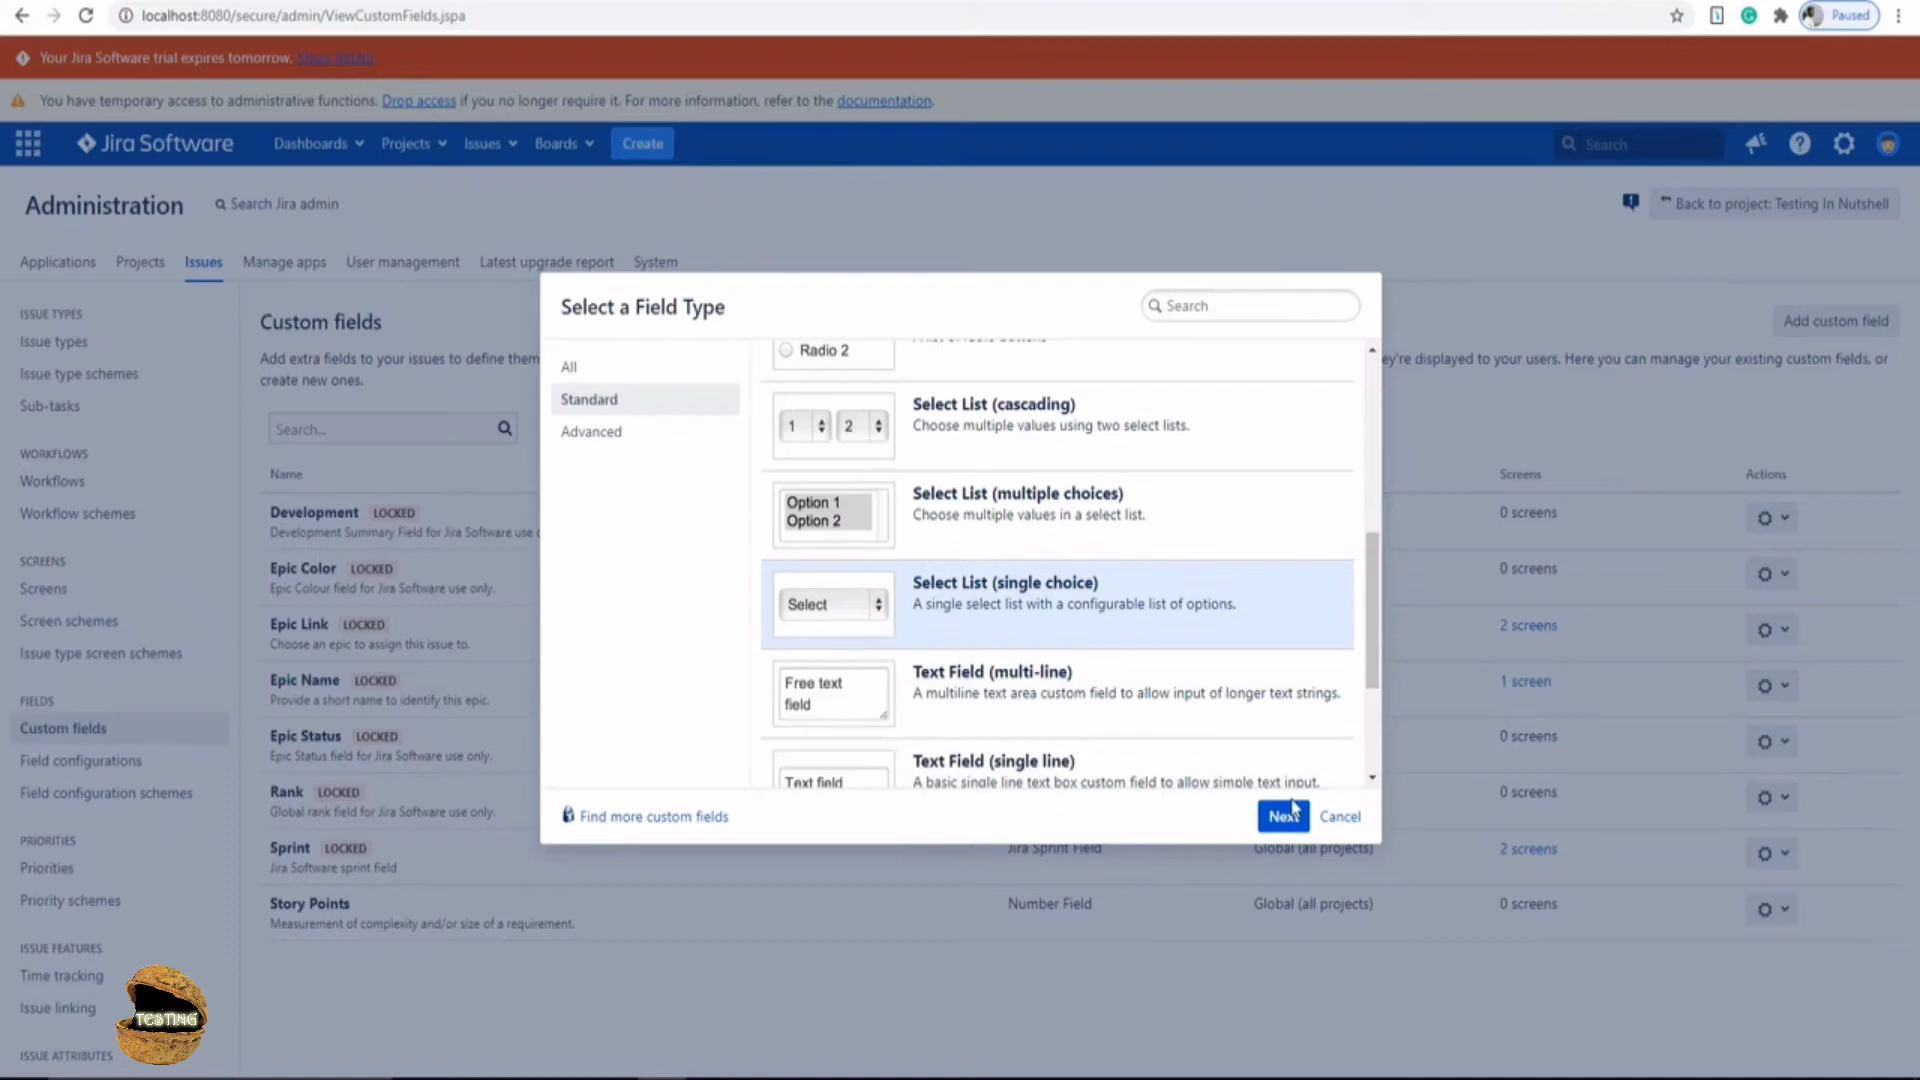 localhost:8080/secure/admin/ViewCustomFields.jspa
Paused
Your Jira Software trial expires tomorrow. Show details
You have temporary access to administrative functions. Drop access if you no longer require it. For more information, refer to the documentation.
Jira Software
Dashboards
Projects
Issues
Boards
Create
Search
Administration
Search Jira admin
Back to project: Testing In Nutshell
Applications
Projects
Issues
Manage apps
User management
Latest upgrade report
System
ISSUE TYPES
Issue types
Issue type schemes
Sub-tasks
WORKFLOWS
Workflows
Workflow schemes
SCREENS
Screens
Screen schemes
Issue type screen schemes
FIELDS
Custom fields
Field configurations
Field configuration schemes
PRIORITIES
Priorities
Priority schemes
ISSUE FEATURES
Time tracking
Issue linking
ISSUE ATTRIBUTES
TESTING
Custom fields
Add custom field
Add extra fields to your issues to define them
ey're displayed to your users. Here you can manage your existing custom fields, or
create new ones.
Search...
Name
Screens
Actions
Development LOCKED
Development Summary Field for Jira Software use
0 screens
Epic Color LOCKED
Epic Colour field for Jira Software use only.
0 screens
Epic Link LOCKED
Choose an epic to assign this issue to.
2 screens
Epic Name LOCKED
Provide a short name to identify this epic.
1 screen
Epic Status LOCKED
Epic Status field for Jira Software use only.
0 screens
Rank LOCKED
Global rank field for Jira Software use only.
0 screens
Sprint LOCKED
Jira Software sprint field
Jira Sprint Field
Global (all projects)
2 screens
Story Points
Measurement of complexity and/or size of a requirement.
Number Field
Global (all projects)
0 screens
Select a Field Type
Search
All
Standard
Advanced
Radio 2
1 2
Select List (cascading)
Choose multiple values using two select lists.
Option 1
Option 2
Select List (multiple choices)
Choose multiple values in a select list.
Select
Select List (single choice)
A single select list with a configurable list of options.
Free text
field
Text Field (multi-line)
A multiline text area custom field to allow input of longer text strings.
Text field
Text Field (single line)
A basic single line text box custom field to allow simple text input.
Find more custom fields
Next
Cancel